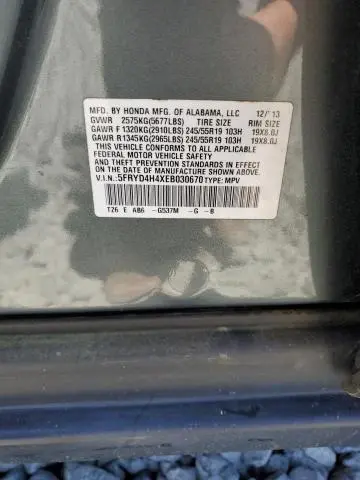 MFD. BY HONDA MFG. OF ALABAMA, LLC 12/13
GVWR 2575KG(5677LBS) TIRE SIZE RIM SIZE
GAWR F 1320KG(2910LBS) 245/55R19 103H 19X8.0J
GAWR R1345KG(2965LBS) 245/55R19 103H 19X8.0J
THIS VEHICLE CONFORMS TO ALL APPLICABLE
FEDERAL MOTOR VEHICLE SAFETY
AND THEFT PREVENTION STANDARDS IN EFFECT ON
THE DATE OF MANUFACTURE SHOWN ABOVE.
V.I.N.:5FRYD4H4XEB030670 TYPE: MPV
TZ6 E AB6 -G537M -G -B